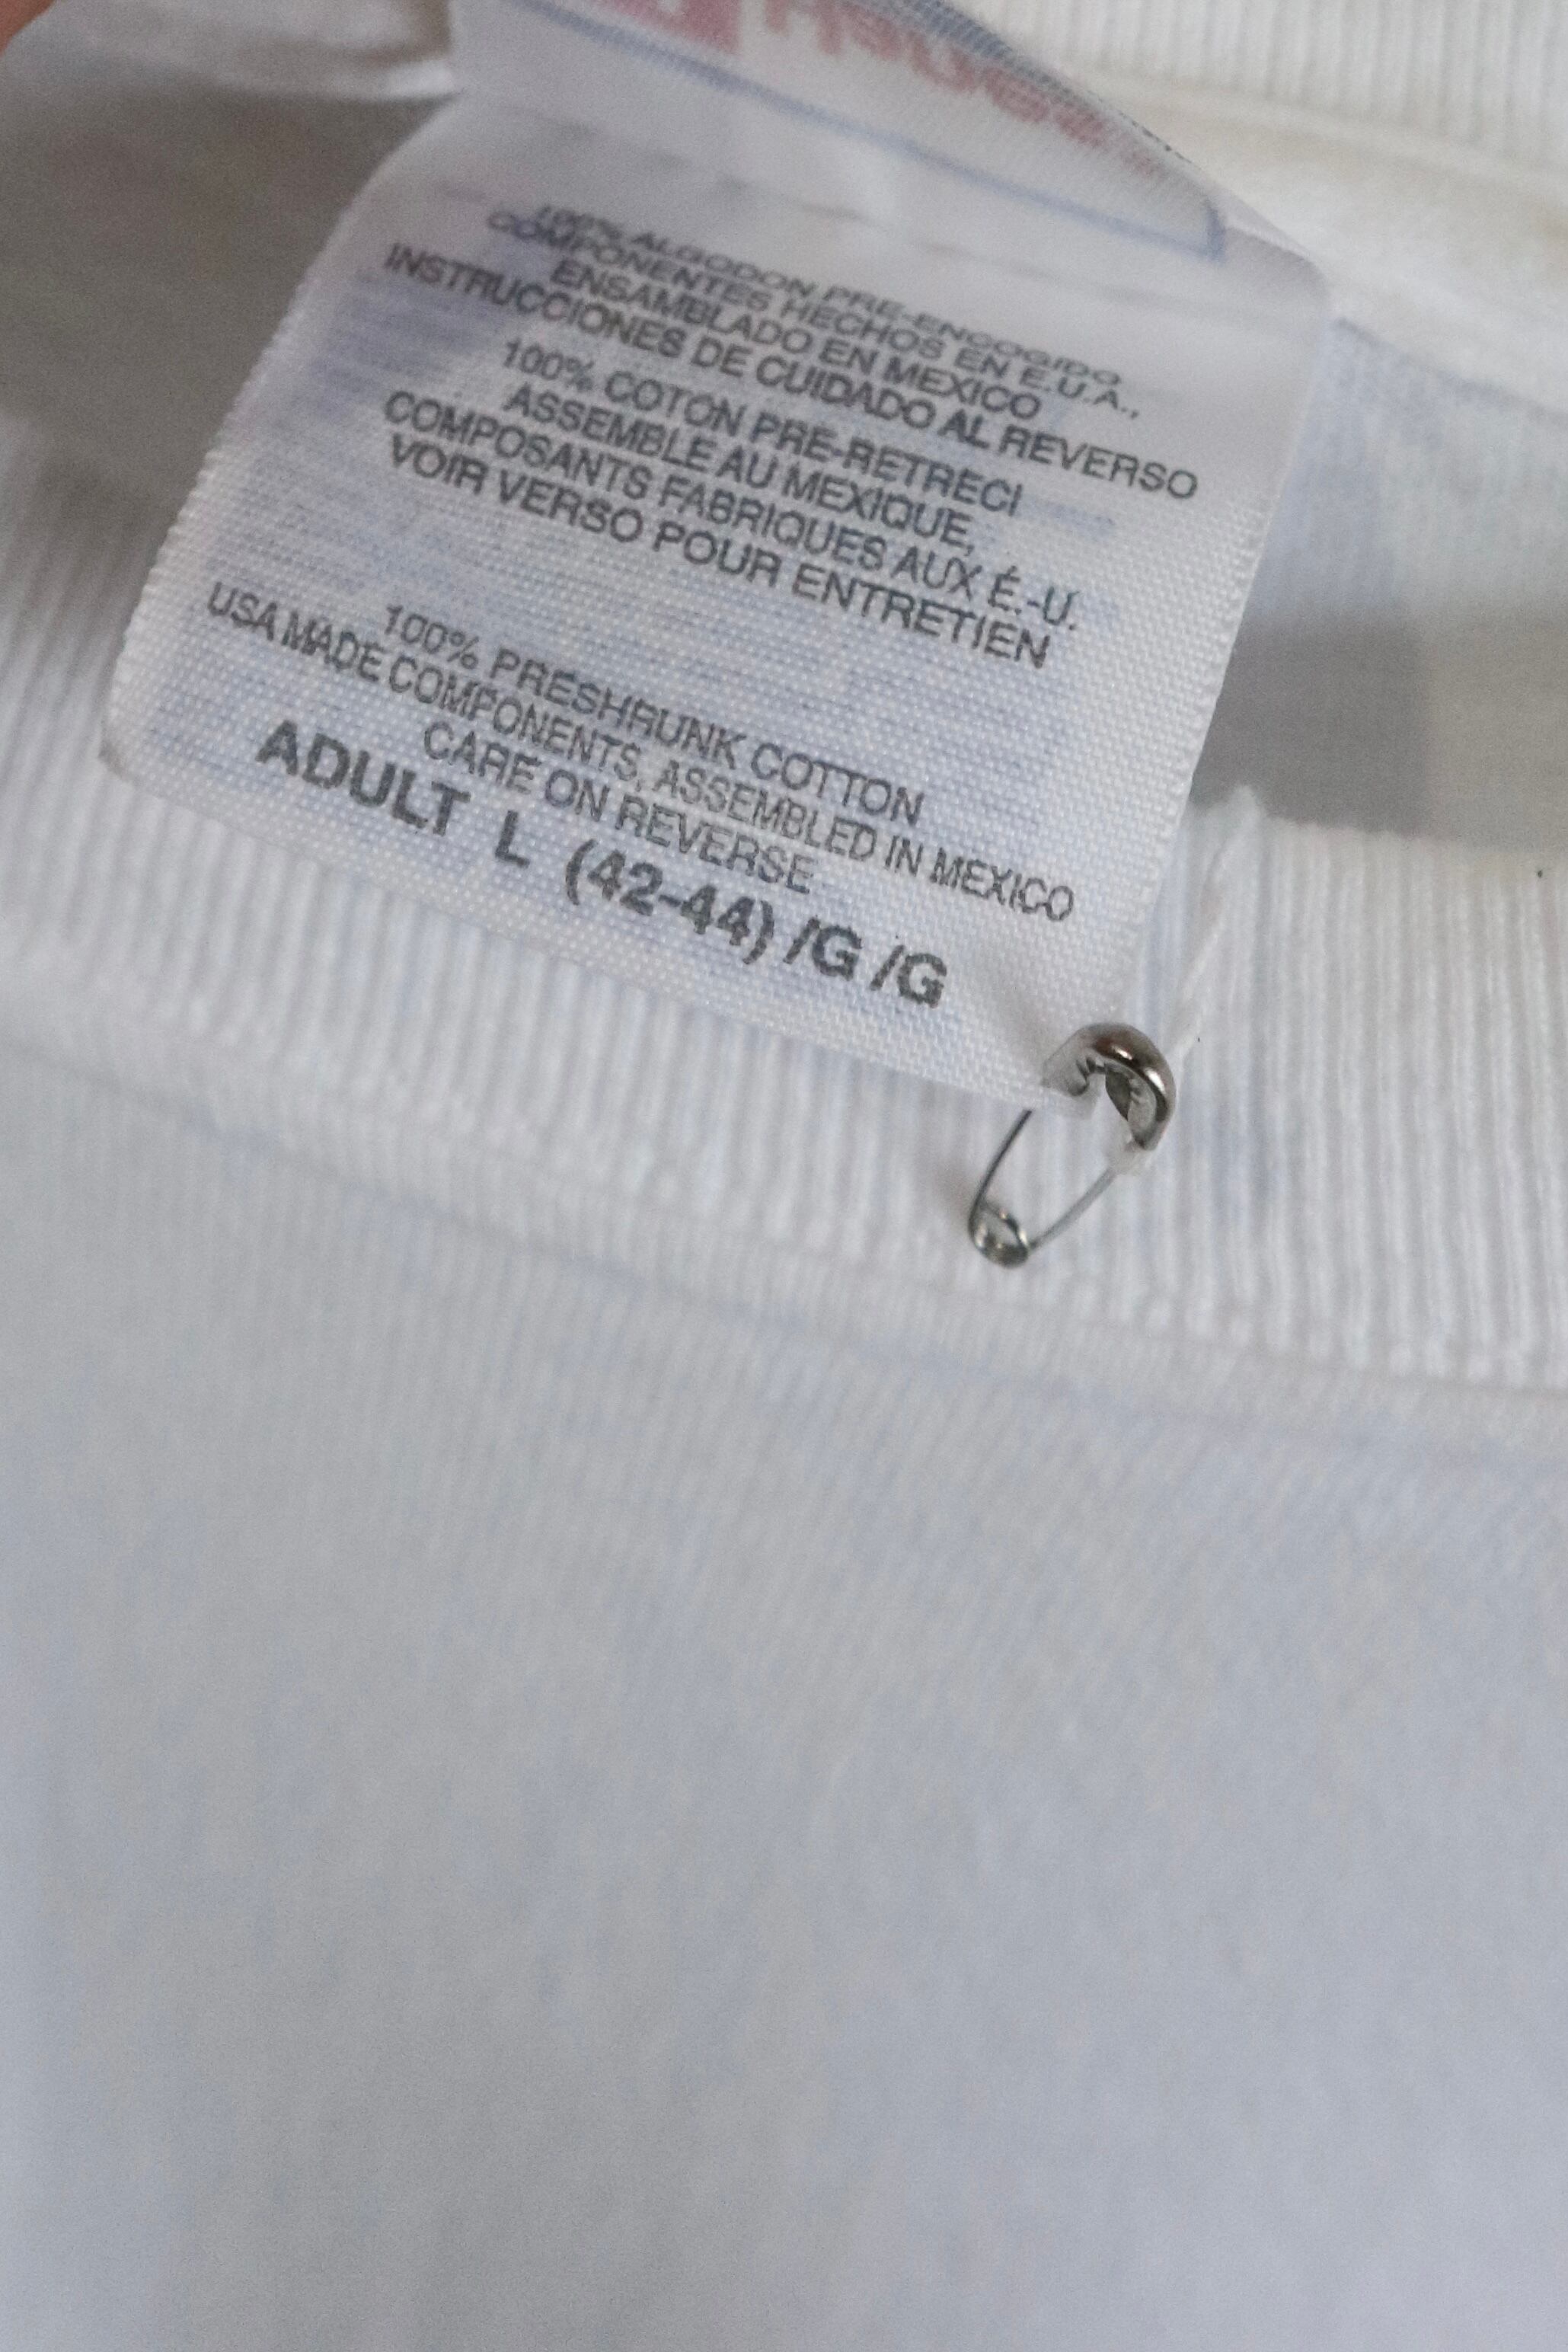 100% ALGODON PRE-ENCOGIDO
COMPONENTES HECHOS EN E.U.A.,
ENSAMBLADO EN MEXICO
INSTRUCCIONES DE CUIDADO AL REVERSO
100% COTON PRE-RETRECI
ASSEMBLE AU MEXIQUE,
COMPOSANTS FABRIQUES AUX É.-U.
VOIR VERSO POUR ENTRETIEN
100% PRESHRUNK COTTON
USA MADE COMPONENTS, ASSEMBLED IN MEXICO
CARE ON REVERSE
ADULT L (42-44) /G /G